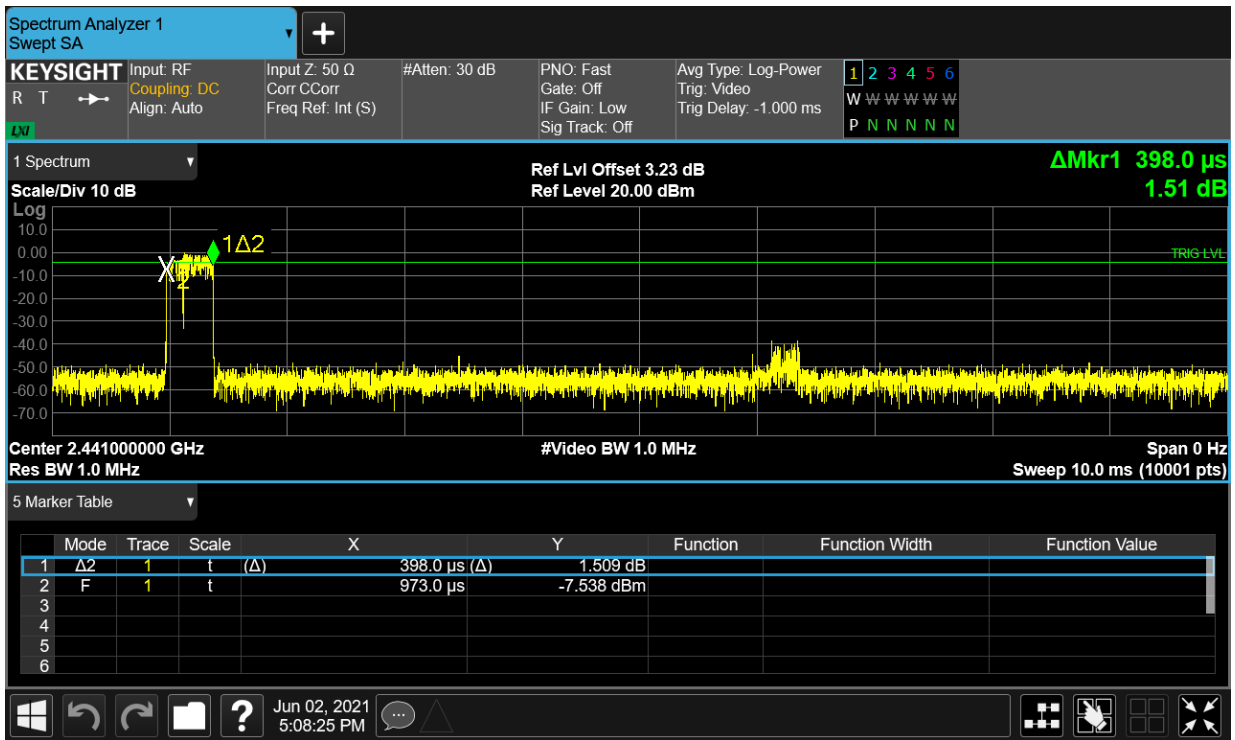 Spectrum Analyzer 1
Swept SA
KEYSIGHT Input: RF Input Z: 50 Ω #Atten: 30 dB PNO: Fast Avg Type: Log-Power 1 2 3 4 5 6
R T Coupling: DC Corr CCorr Gate: Off Trig: Video W W W W W W
Align: Auto Freq Ref: Int (S) IF Gain: Low Trig Delay: -1.000 ms
LXI Sig Track: Off P N N N N N
1 Spectrum Ref Lvl Offset 3.23 dB ΔMkr1 398.0 µs
Scale/Div 10 dB Ref Level 20.00 dBm 1.51 dB
Log
10.0
1Δ2
0.00 TRIG LVL
X
2
-10.0
-20.0
-30.0
-40.0
-50.0
-60.0
-70.0
Center 2.441000000 GHz #Video BW 1.0 MHz Span 0 Hz
Res BW 1.0 MHz Sweep 10.0 ms (10001 pts)
5 Marker Table
Mode Trace Scale X Y Function Function Width Function Value
1 Δ2 1 t (Δ) 398.0 µs (Δ) 1.509 dB
2 F 1 t 973.0 µs -7.538 dBm
3
4
5
6
? Jun 02, 2021
5:08:25 PM